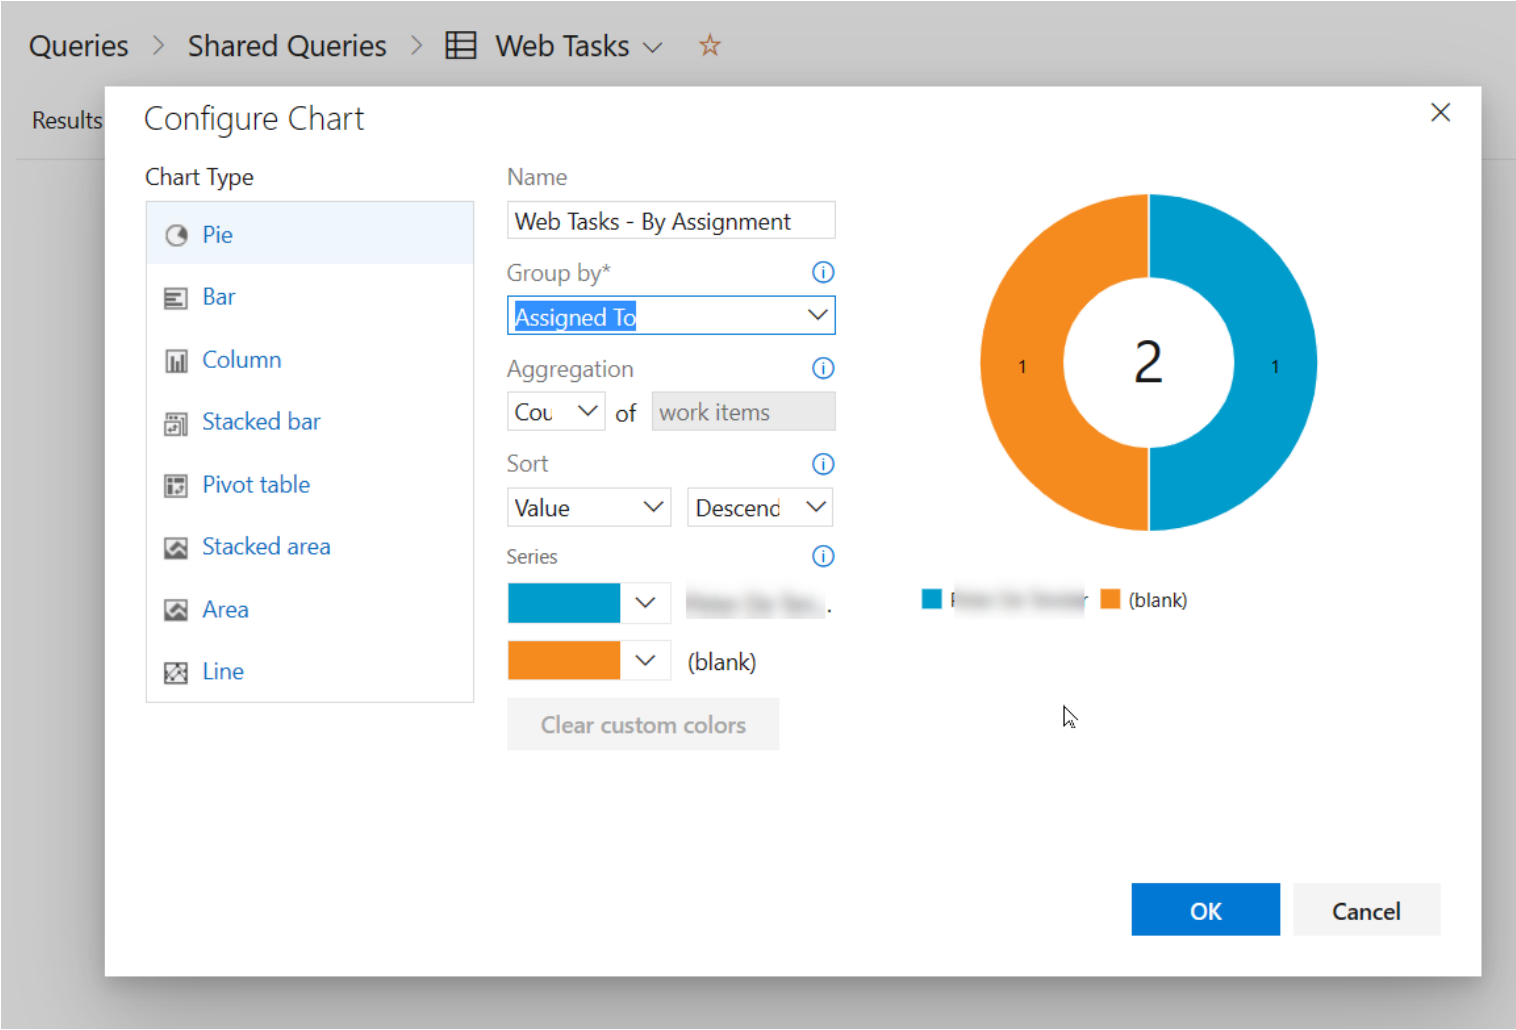 Queries > Shared Queries > Web Tasks
Results
Configure Chart
Chart Type
Pie
Bar
Column
Stacked bar
Pivot table
Stacked area
Area
Line
Name
Web Tasks - By Assignment
Group by*
Assigned To
Aggregation
Cou of work items
Sort
Value Descend
Series
(blank)
Clear custom colors
1 2 1
(blank)
OK Cancel